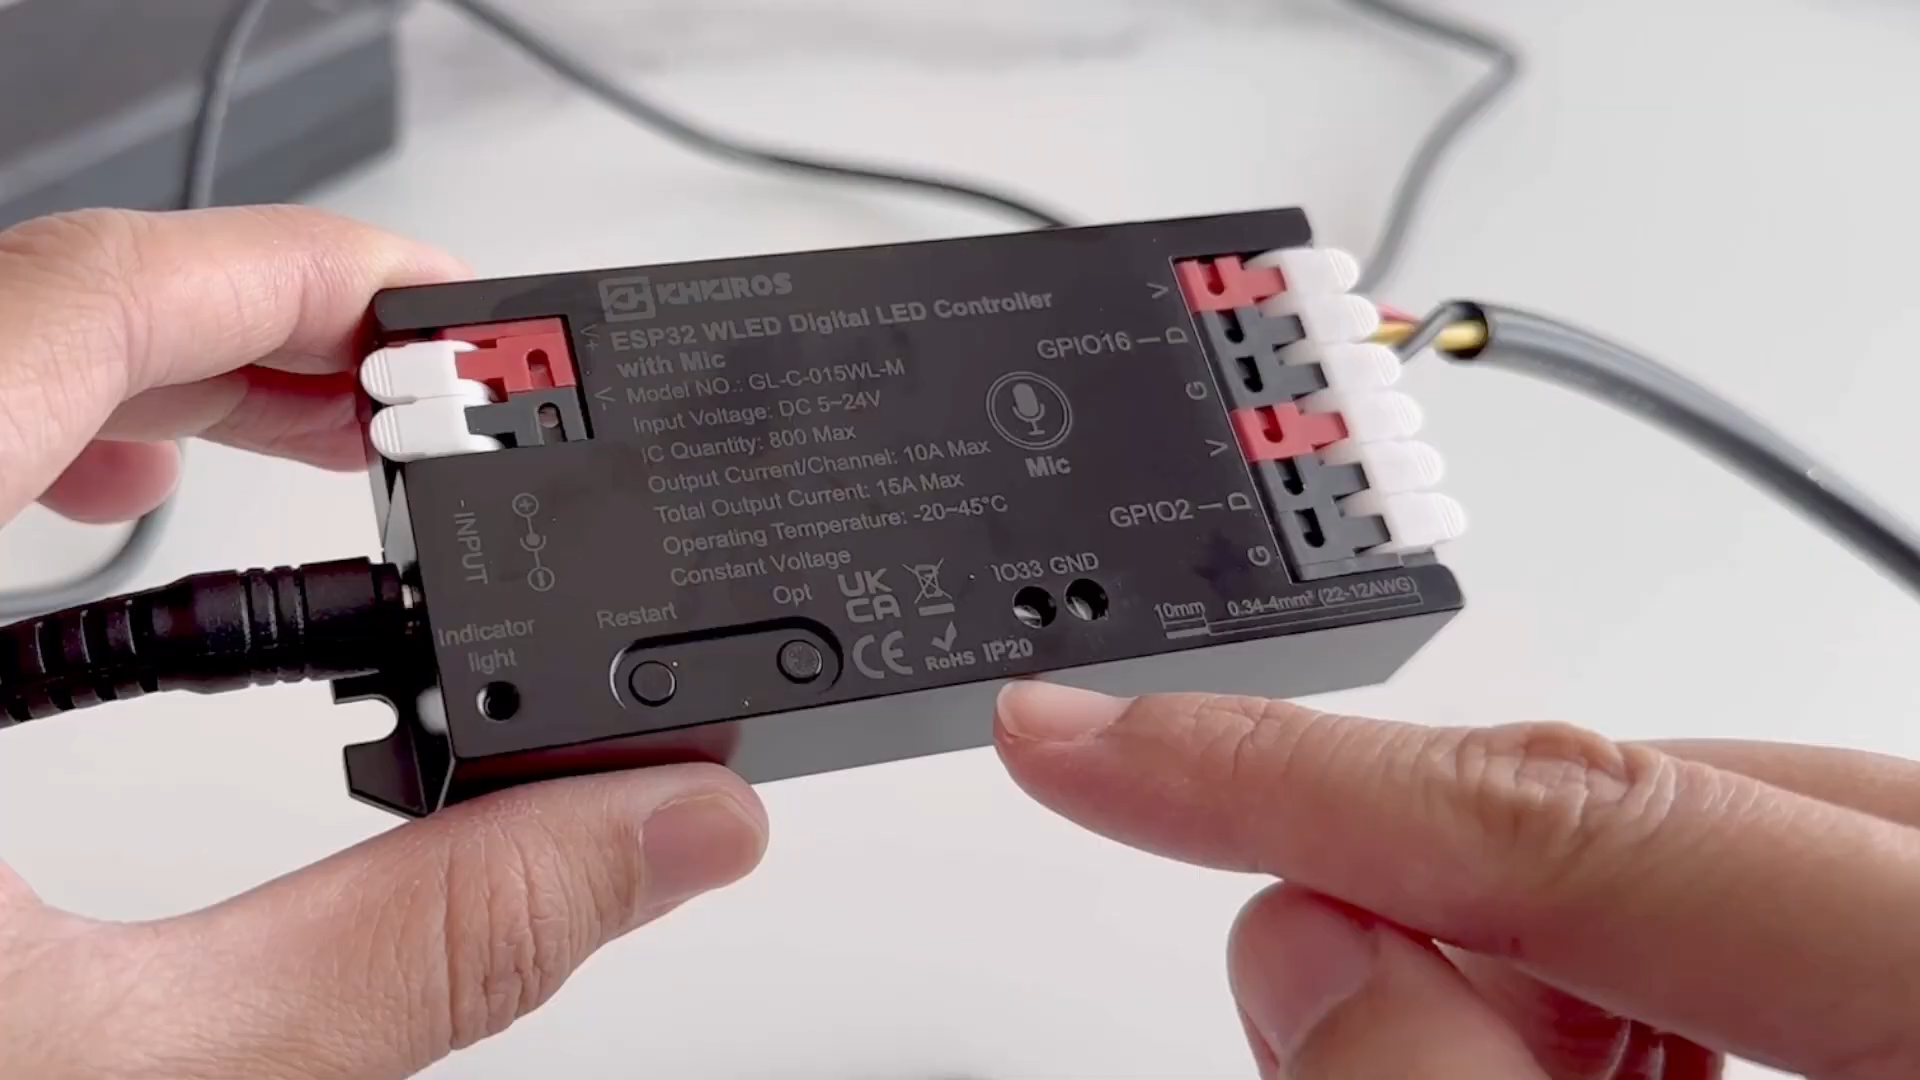 KHKIROS
ESP32 WLED Digital LED Controller
with Mic
Model NO.: GL-C-015WL-M
Input Voltage: DC 5~24V
IC Quantity: 800 Max
Output Current/Channel: 10A Max
Total Output Current: 15A Max
Operating Temperature: -20~45°C
Constant Voltage
V+
V-
-INPUT
Indicator
light
Restart
Opt
UK
CA
CE
RoHS IP20
IO33 GND
Mic
V
GPIO16 — D
G
V
GPIO2 — D
G
10mm
0.34-4mm² (22-12AWG)